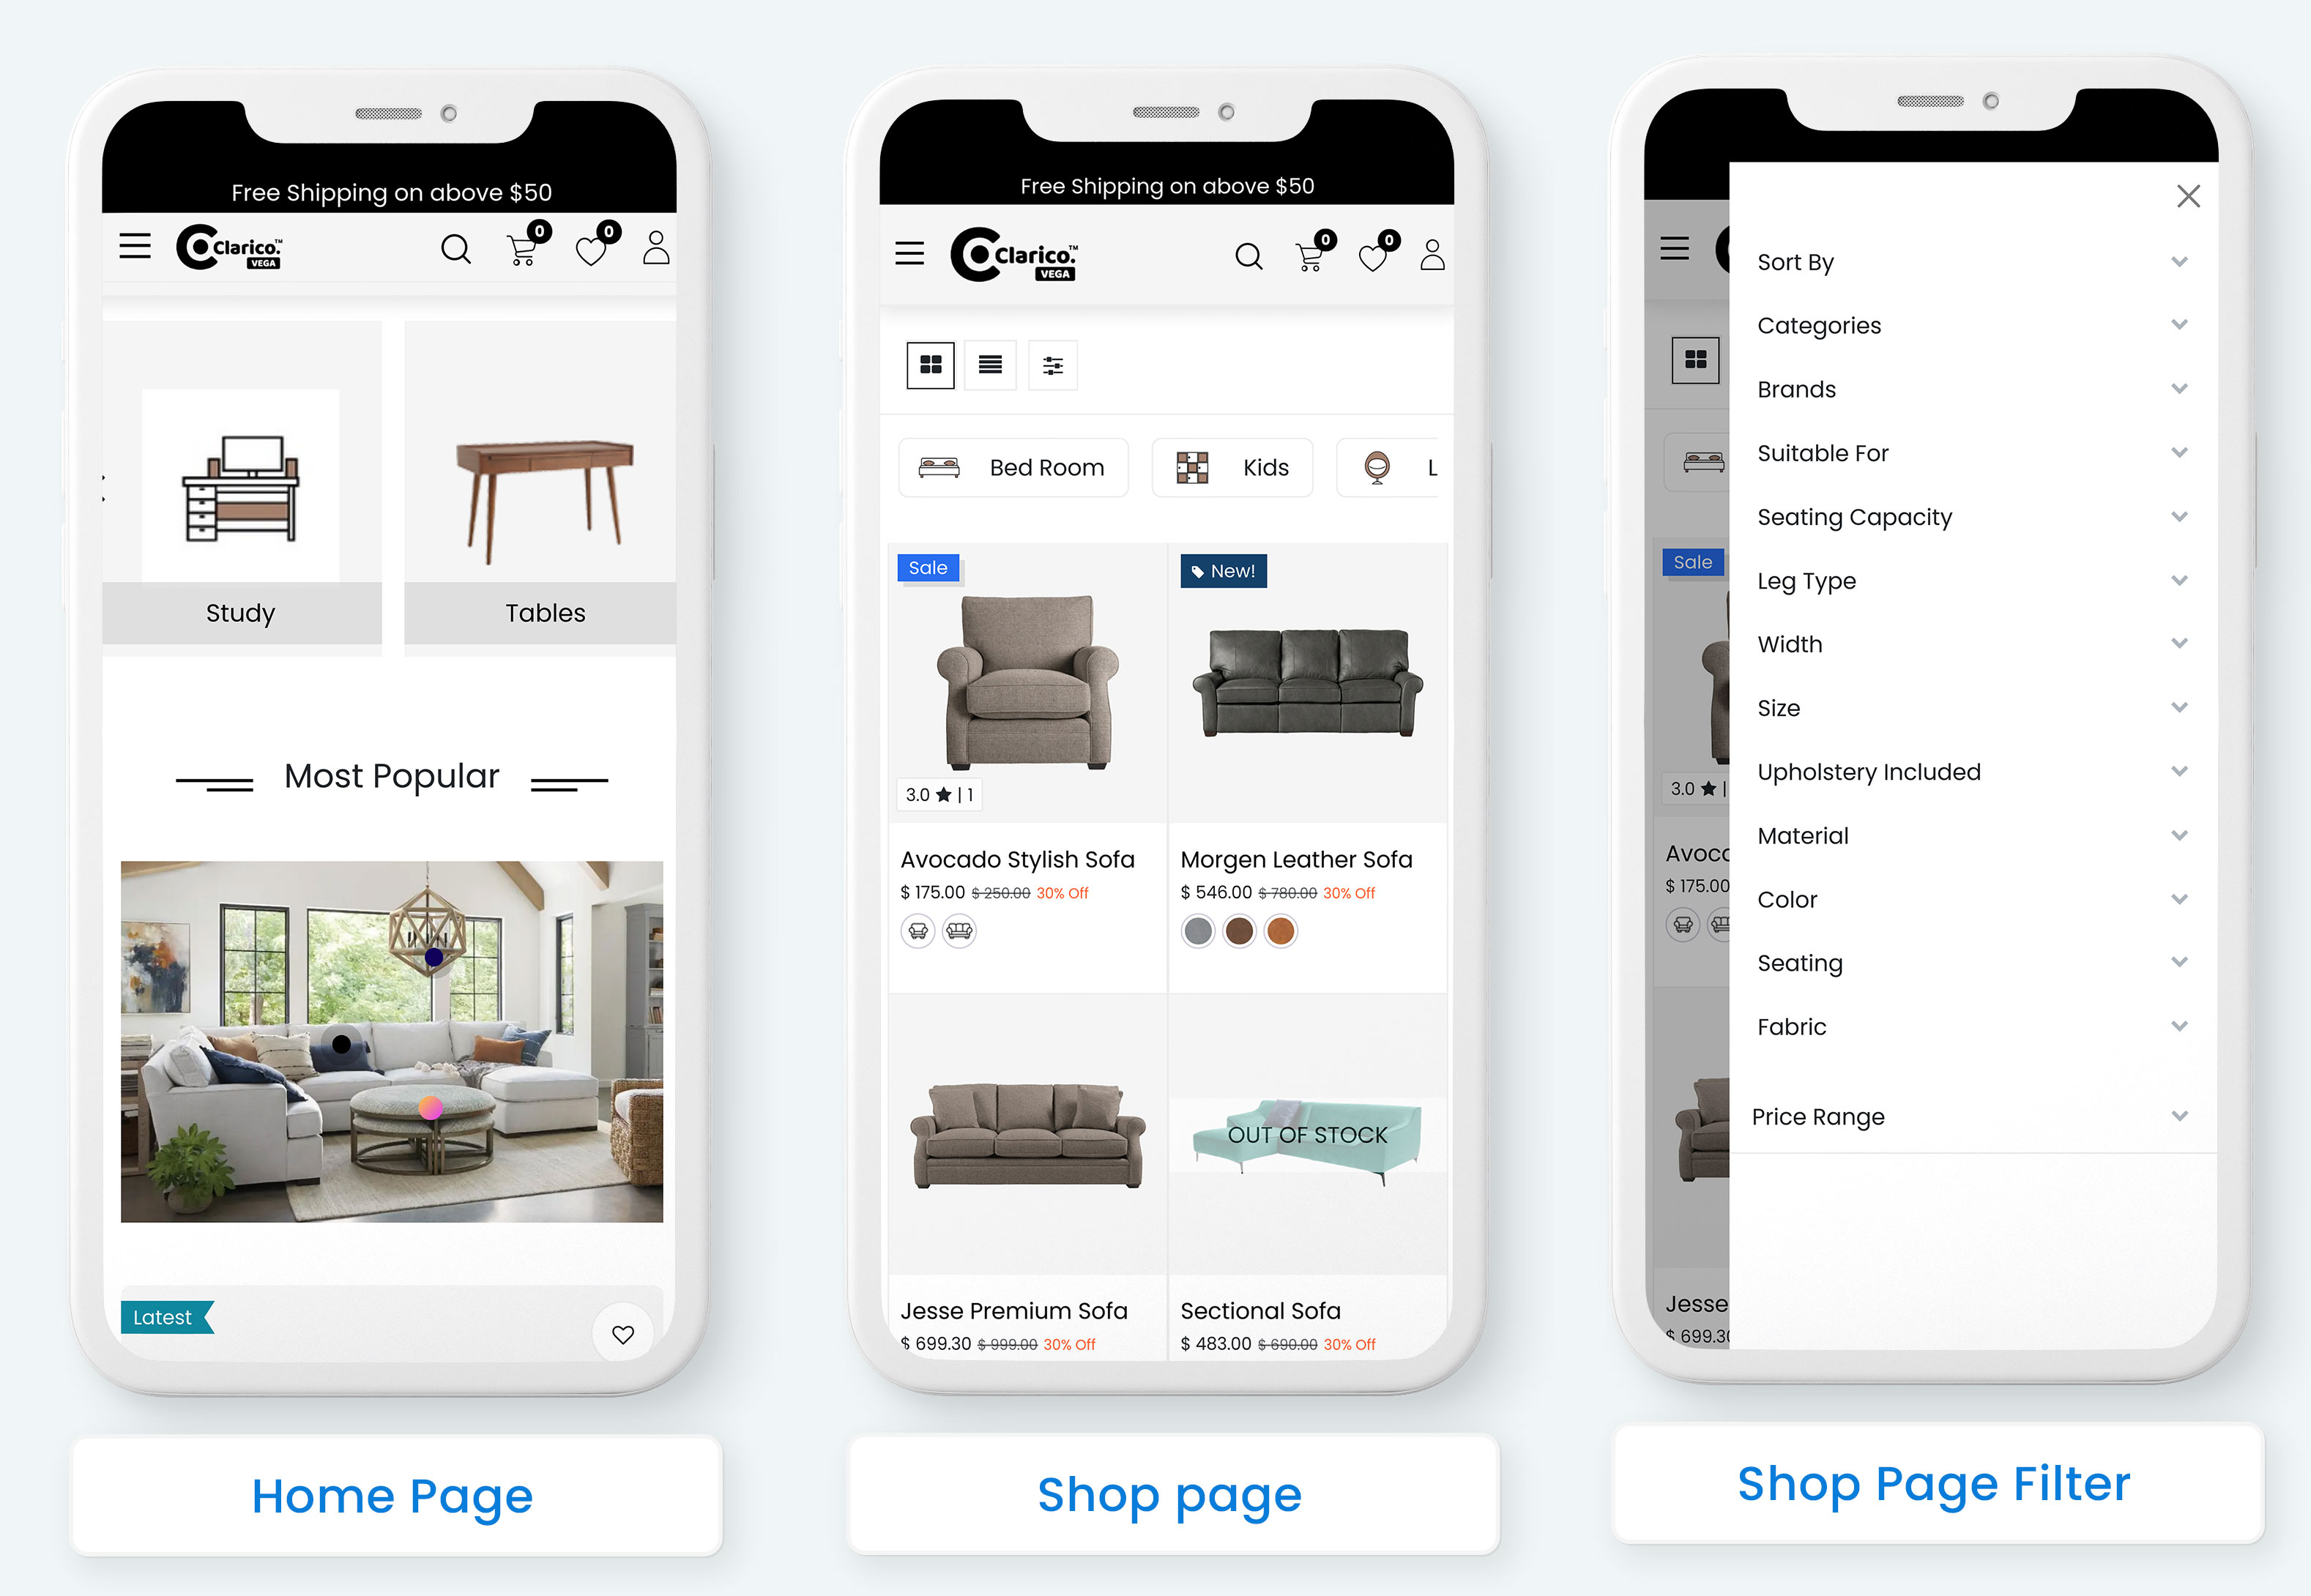 Free Shipping on above $50
Clarico.™
VEGA
0
0
Study
Tables
Most Popular
Latest
Home Page
Free Shipping on above $50
Clarico.™
VEGA
0
0
Bed Room
Kids
L
Sale
New!
3.0 ★ | 1
Avocado Stylish Sofa
$ 175.00 $ 250.00 30% Off
Morgen Leather Sofa
$ 546.00 $ 780.00 30% Off
OUT OF STOCK
Jesse Premium Sofa
$ 699.30 $ 999.00 30% Off
Sectional Sofa
$ 483.00 $ 690.00 30% Off
Shop page
Sale
3.0 ★ |
Avoc
$ 175.00
Jesse
$ 699.30
Sort By
Categories
Brands
Suitable For
Seating Capacity
Leg Type
Width
Size
Upholstery Included
Material
Color
Seating
Fabric
Price Range
Shop Page Filter